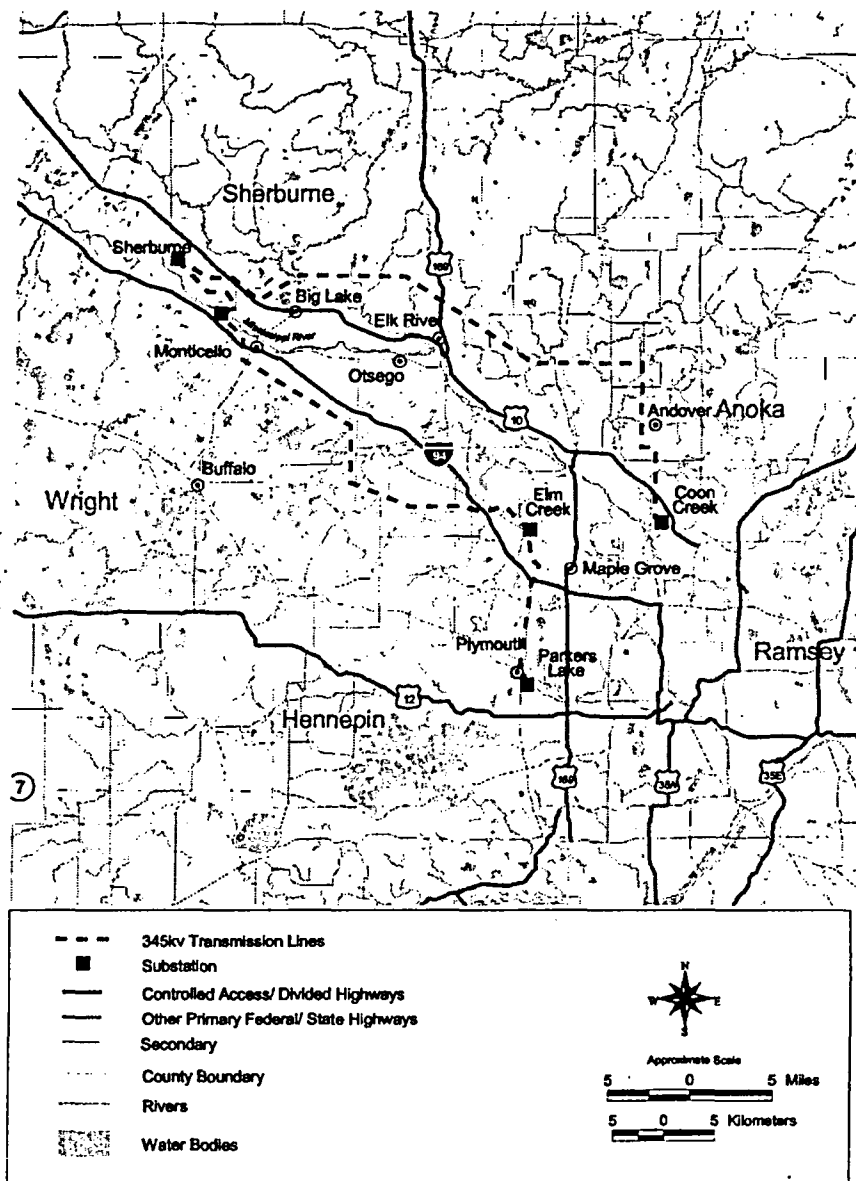 Sherburne
Sherburne
169
Big Lake
Mississippi River
Elk River
Monticello
Otsego
10
Andover
Anoka
94
Buffalo
Wright
Elm
Creek
Coon
Creek
Maple Grove
Plymouth
Parkers
Lake
Ramsey
12
Hennepin
7
169
35W
35E
345kv Transmission Lines
Substation
Controlled Access/ Divided Highways
Other Primary Federal/ State Highways
Secondary
County Boundary
Rivers
Water Bodies
N
W E
S
Approximate Scale
5 0 5 Miles
5 0 5 Kilometers